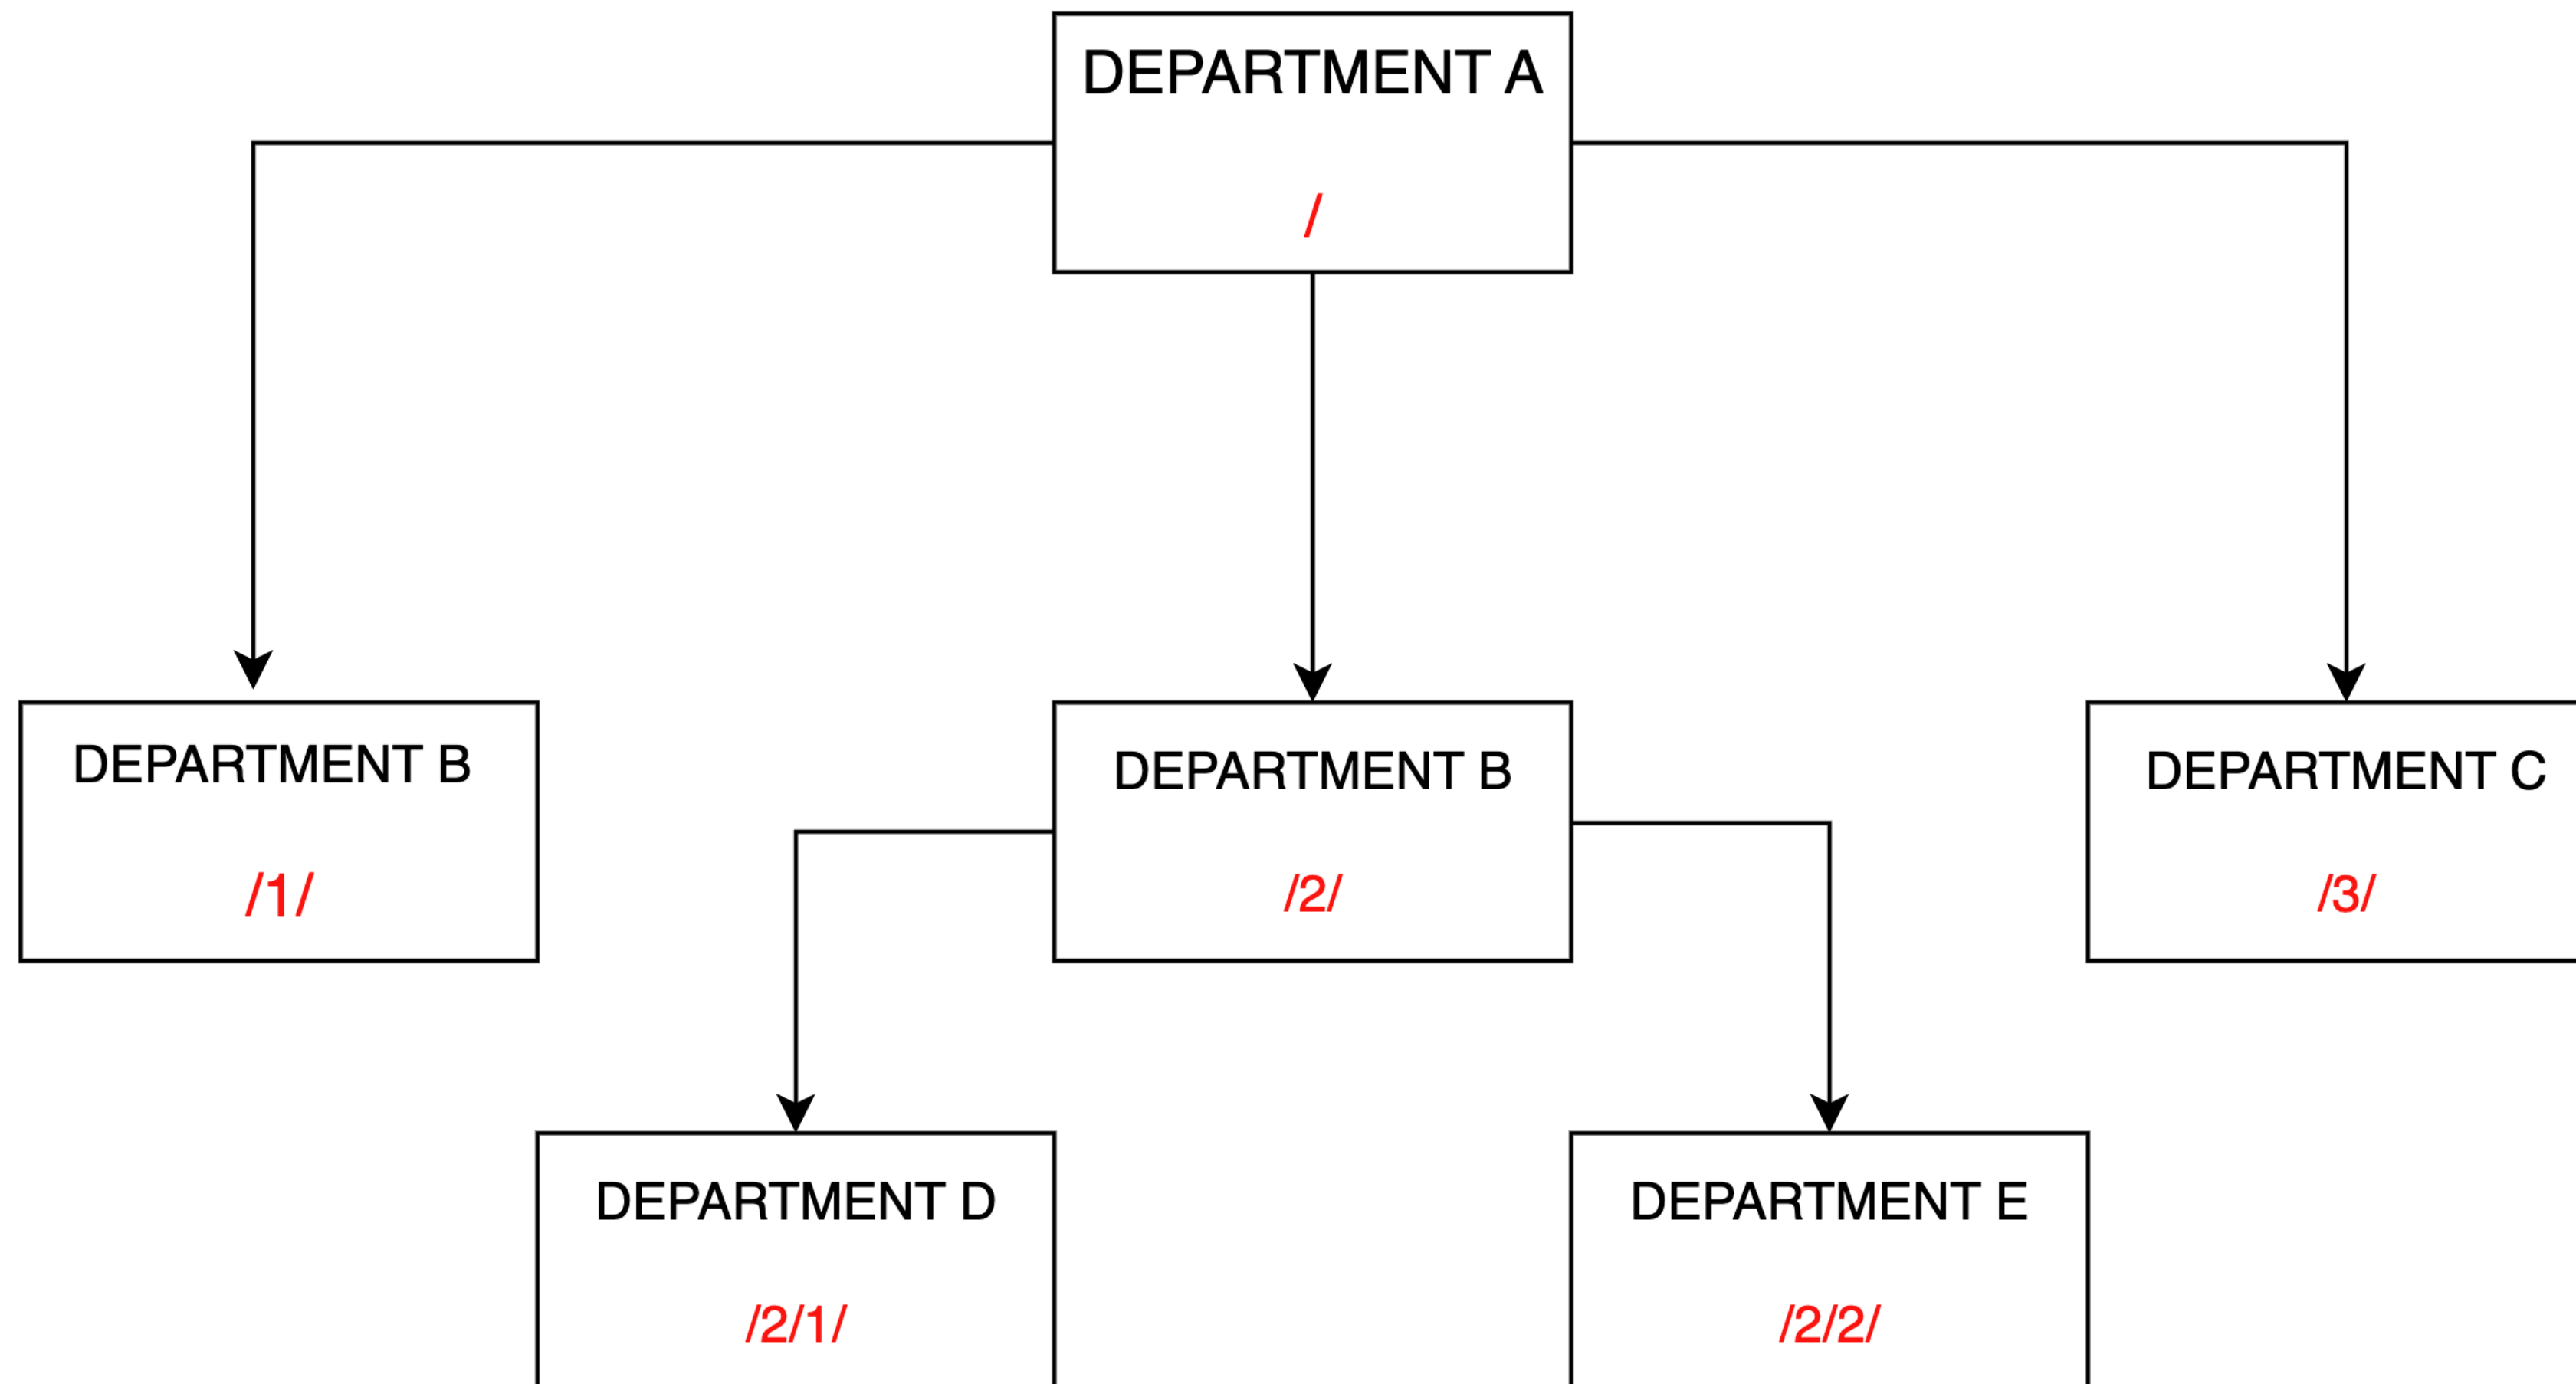 DEPARTMENT A
/
DEPARTMENT B
/1/
DEPARTMENT B
/2/
DEPARTMENT C
/3/
DEPARTMENT D
/2/1/
DEPARTMENT E
/2/2/